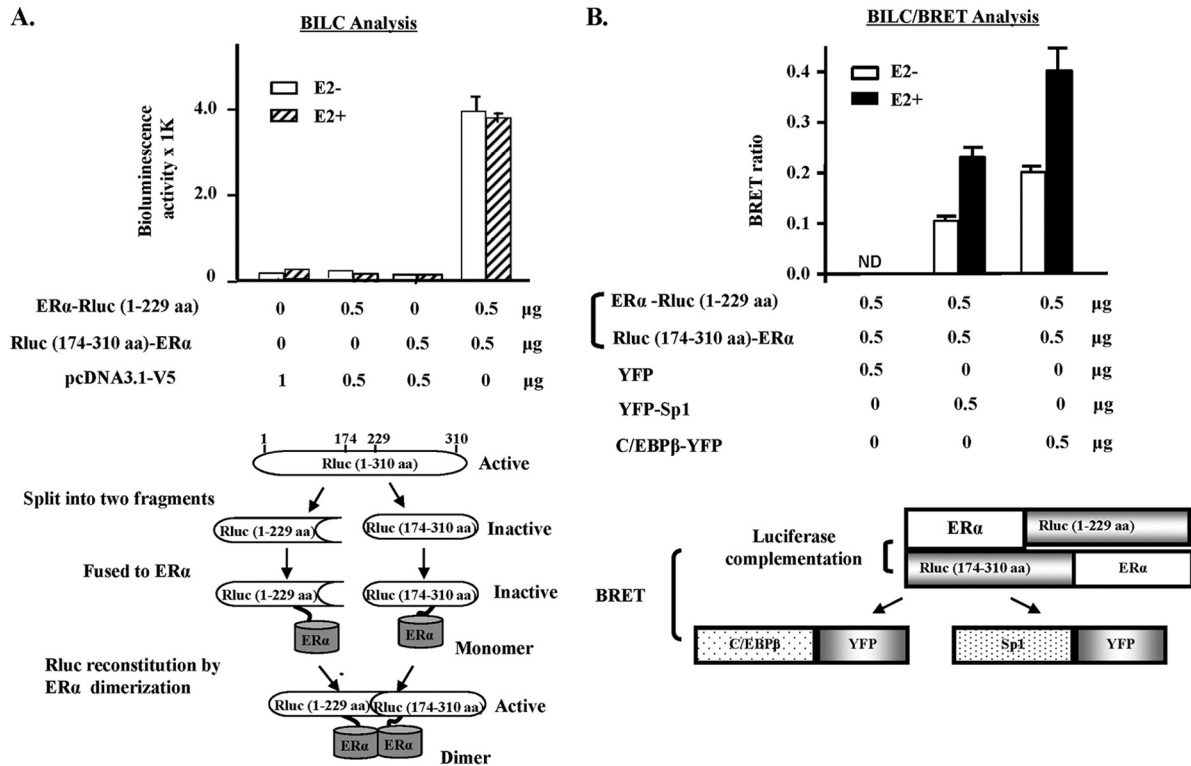 A.
BILC Analysis
E2-
E2+
4.0
2.0
0
Bioluminescence
activity x 1K
ERα-Rluc (1-229 aa) 0 0.5 0 0.5 μg
Rluc (174-310 aa)-ERα 0 0 0.5 0.5 μg
pcDNA3.1-V5 1 0.5 0.5 0 μg
1 174 229 310
Rluc (1-310 aa) Active
Split into two fragments
Rluc (1-229 aa) Rluc (174-310 aa) Inactive
Fused to ERα
Rluc (1-229 aa) Rluc (174-310 aa) Inactive
ERα ERα
Monomer
Rluc reconstitution by
ERα dimerization
Rluc (1-229 aa) Rluc (174-310 aa) Active
ERα ERα
Dimer
B.
BILC/BRET Analysis
E2-
E2+
0.4
0.3
0.2
0.1
0.0
BRET ratio
ND
ERα -Rluc (1-229 aa) 0.5 0.5 0.5 μg
Rluc (174-310 aa)-ERα 0.5 0.5 0.5 μg
YFP 0.5 0 0 μg
YFP-Sp1 0 0.5 0 μg
C/EBPβ-YFP 0 0 0.5 μg
Luciferase
complementation
ERα Rluc (1-229 aa)
Rluc (174-310 aa) ERα
BRET
C/EBPβ YFP Sp1 YFP